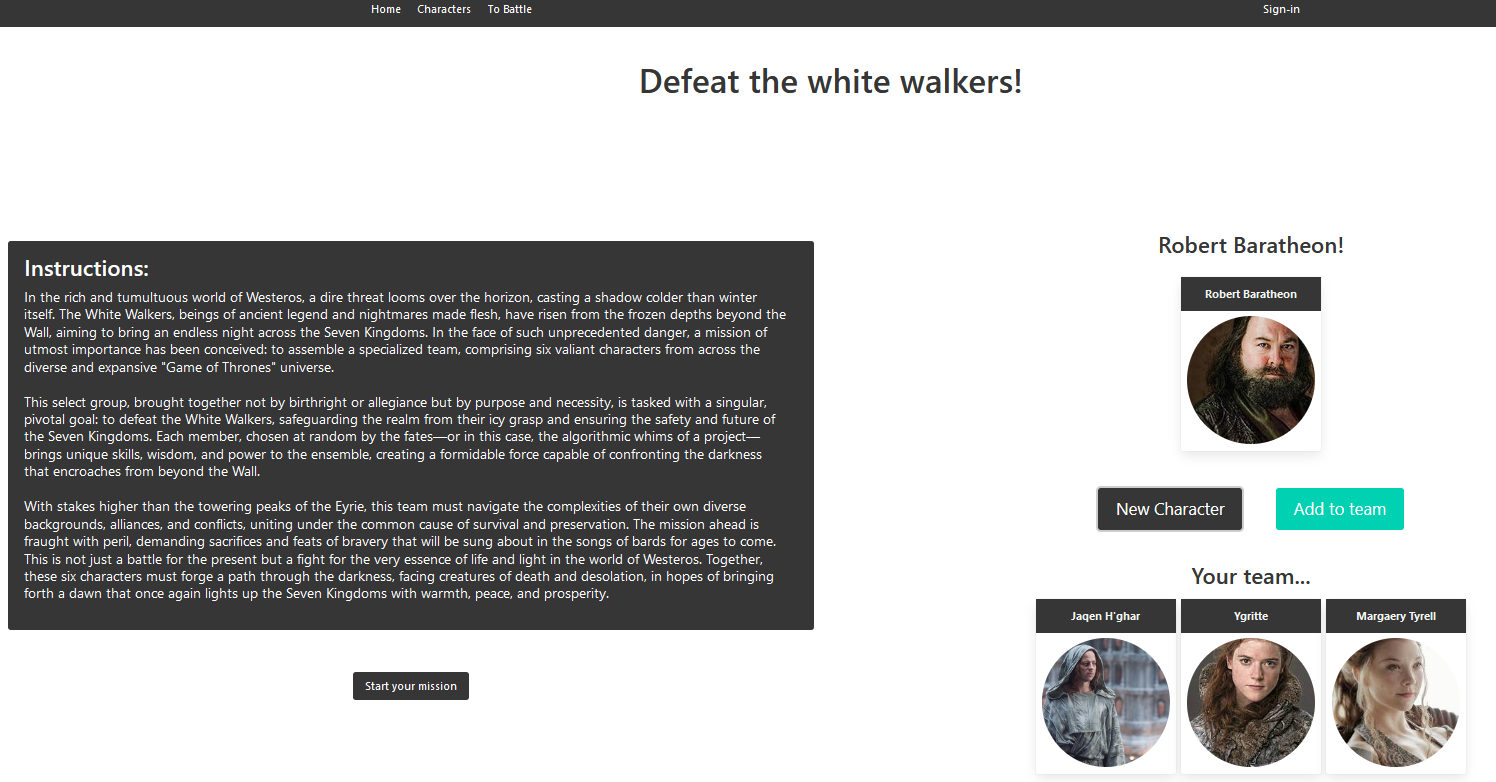 Home Characters To Battle Sign-in
Defeat the white walkers!
Instructions:
In the rich and tumultuous world of Westeros, a dire threat looms over the horizon, casting a shadow colder than winter
itself. The White Walkers, beings of ancient legend and nightmares made flesh, have risen from the frozen depths beyond the
Wall, aiming to bring an endless night across the Seven Kingdoms. In the face of such unprecedented danger, a mission of
utmost importance has been conceived: to assemble a specialized team, comprising six valiant characters from across the
diverse and expansive "Game of Thrones" universe.
This select group, brought together not by birthright or allegiance but by purpose and necessity, is tasked with a singular,
pivotal goal: to defeat the White Walkers, safeguarding the realm from their icy grasp and ensuring the safety and future of
the Seven Kingdoms. Each member, chosen at random by the fates—or in this case, the algorithmic whims of a project—
brings unique skills, wisdom, and power to the ensemble, creating a formidable force capable of confronting the darkness
that encroaches from beyond the Wall.
With stakes higher than the towering peaks of the Eyrie, this team must navigate the complexities of their own diverse
backgrounds, alliances, and conflicts, uniting under the common cause of survival and preservation. The mission ahead is
fraught with peril, demanding sacrifices and feats of bravery that will be sung about in the songs of bards for ages to come.
This is not just a battle for the present but a fight for the very essence of life and light in the world of Westeros. Together,
these six characters must forge a path through the darkness, facing creatures of death and desolation, in hopes of bringing
forth a dawn that once again lights up the Seven Kingdoms with warmth, peace, and prosperity.
Start your mission
Robert Baratheon!
Robert Baratheon
New Character Add to team
Your team...
Jaqen H'ghar Ygritte Margaery Tyrell